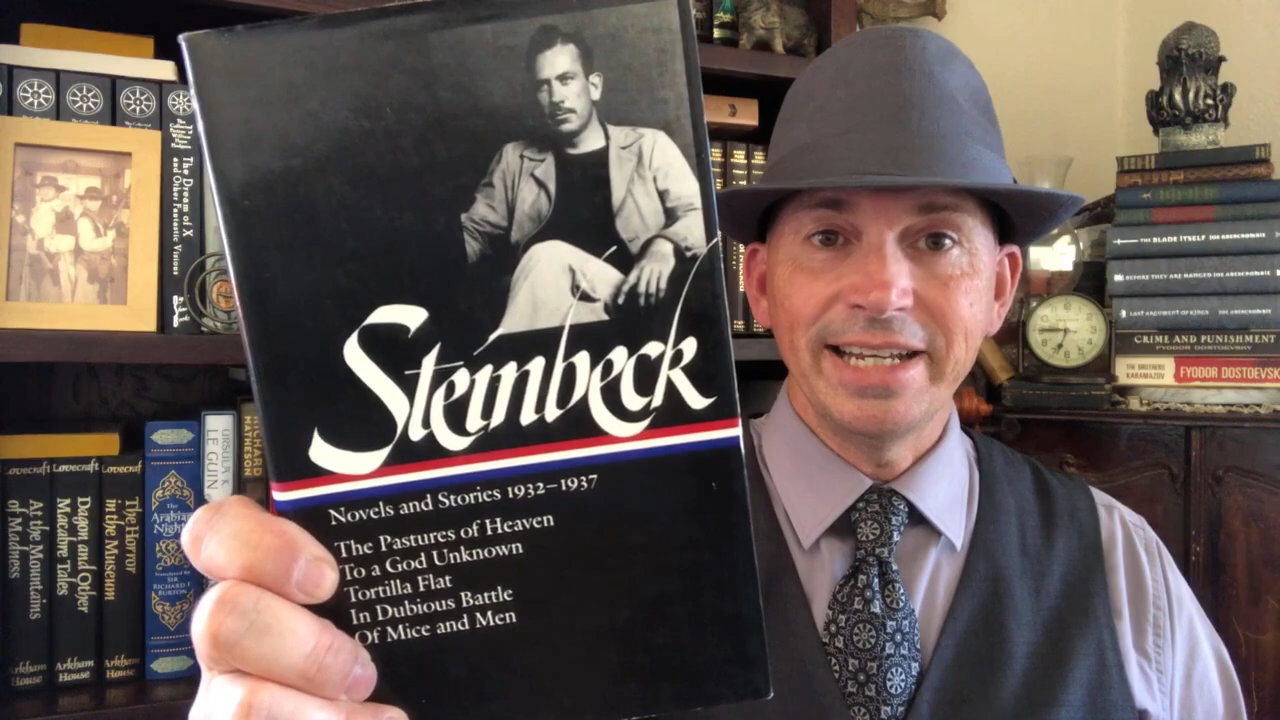 Steinbeck
Novels and Stories 1932–1937
The Pastures of Heaven
To a God Unknown
Tortilla Flat
In Dubious Battle
Of Mice and Men
The Dream of X
and Other Fantastic Visions
Lovecraft
At the Mountains
of Madness
Arkham
House
Lovecraft
Dagon and Other
Macabre Tales
Arkham
House
Lovecraft
The Horror
in the Museum
Arkham
House
The
Arabian
Nights
Translated by
SIR
RICHARD F.
BURTON
URSULA K.
LE GUIN
RICHARD
MATHESON
THE BLADE ITSELF JOE ABERCROMBIE
BEFORE THEY ARE HANGED JOE ABERCROMBIE
LAST ARGUMENT OF KINGS JOE ABERCROMBIE
CRIME AND PUNISHMENT
FYODOR DOSTOEVSKY
THE BROTHERS
KARAMAZOV
FYODOR DOSTOEVSK